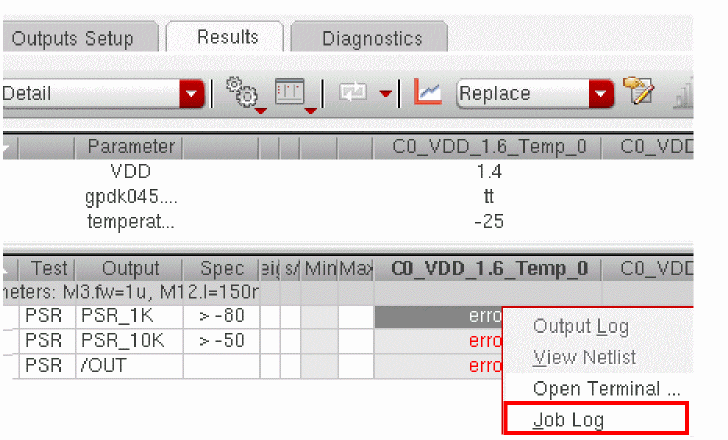 Outputs Setup Results Diagnostics
Detail Replace
Parameter C0_VDD_1.6_Temp_0 C0_VDD
VDD 1.4
gpdk045.... tt
temperat... -25
Test Output Spec eig s/ Min Max C0_VDD_1.6_Temp_0 C0_VDD
neters: M3.fw=1u, M12.l=150n
PSR PSR_1K > -80 erro
PSR PSR_10K > -50 erro
PSR /OUT erro
Output Log
View Netlist
Open Terminal ...
Job Log